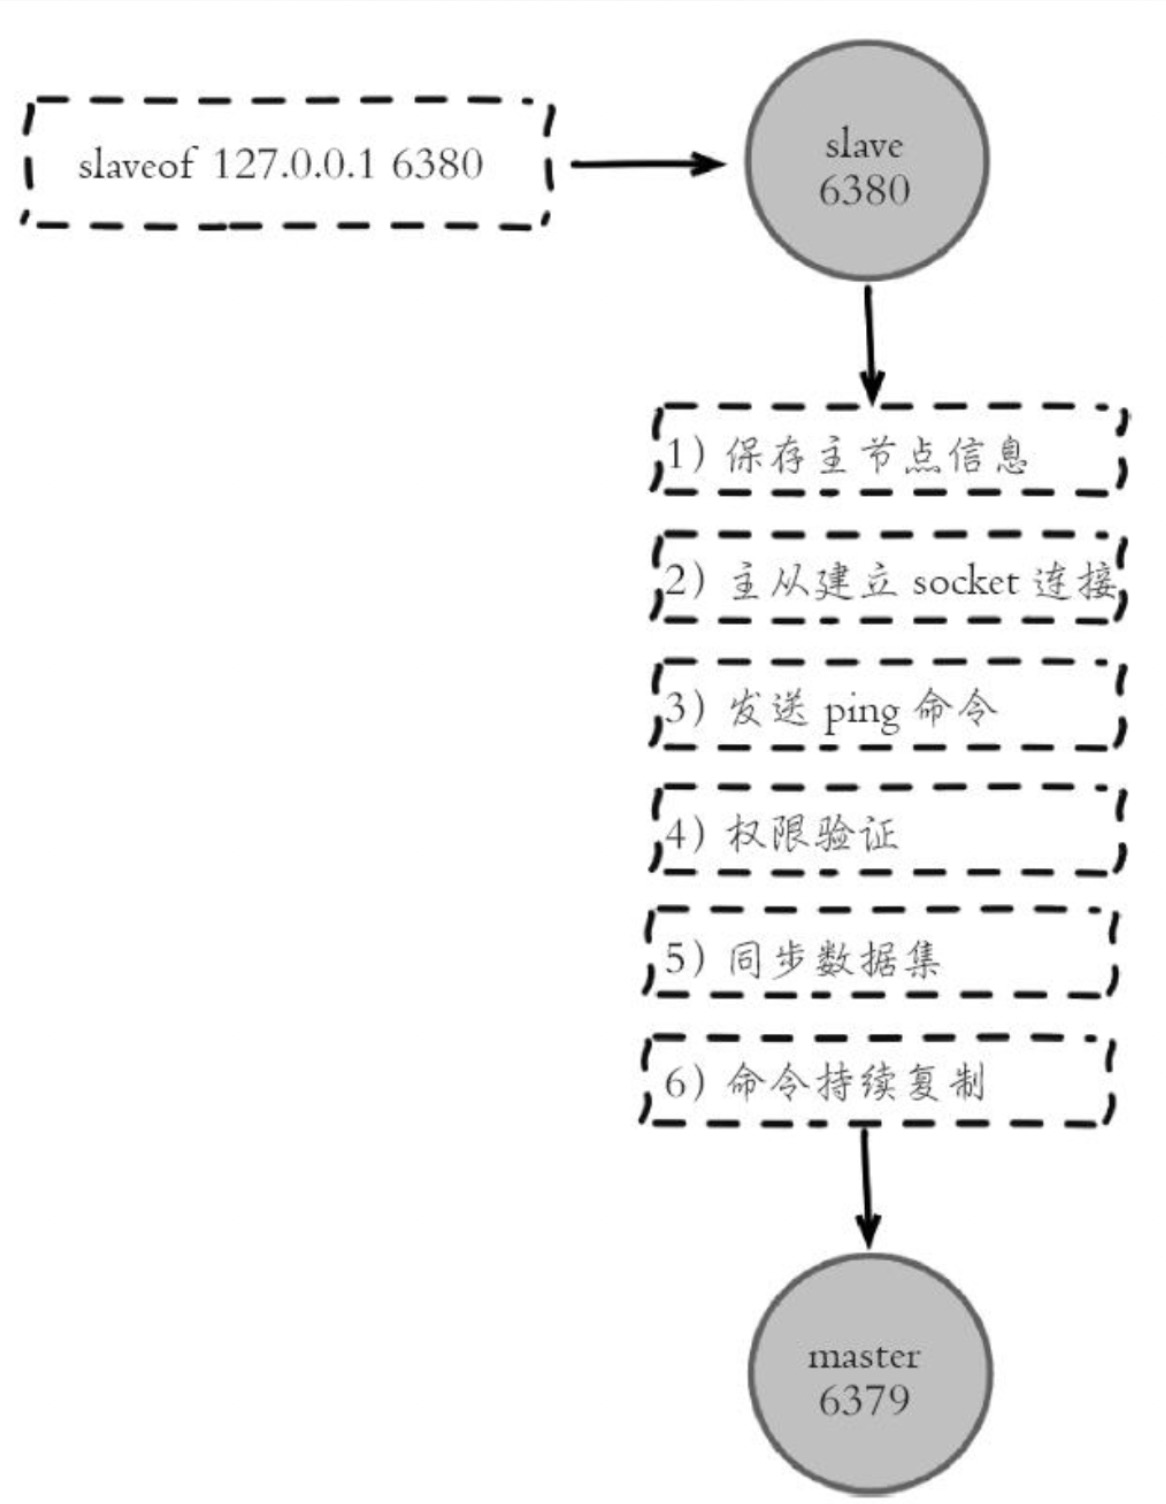 slaveof 127.0.0.1 6380
slave
6380
1) 保存主节点信息
2) 主从建立 socket 连接
3) 发送 ping 命令
4) 权限验证
5) 同步数据集
6) 命令持续复制
master
6379